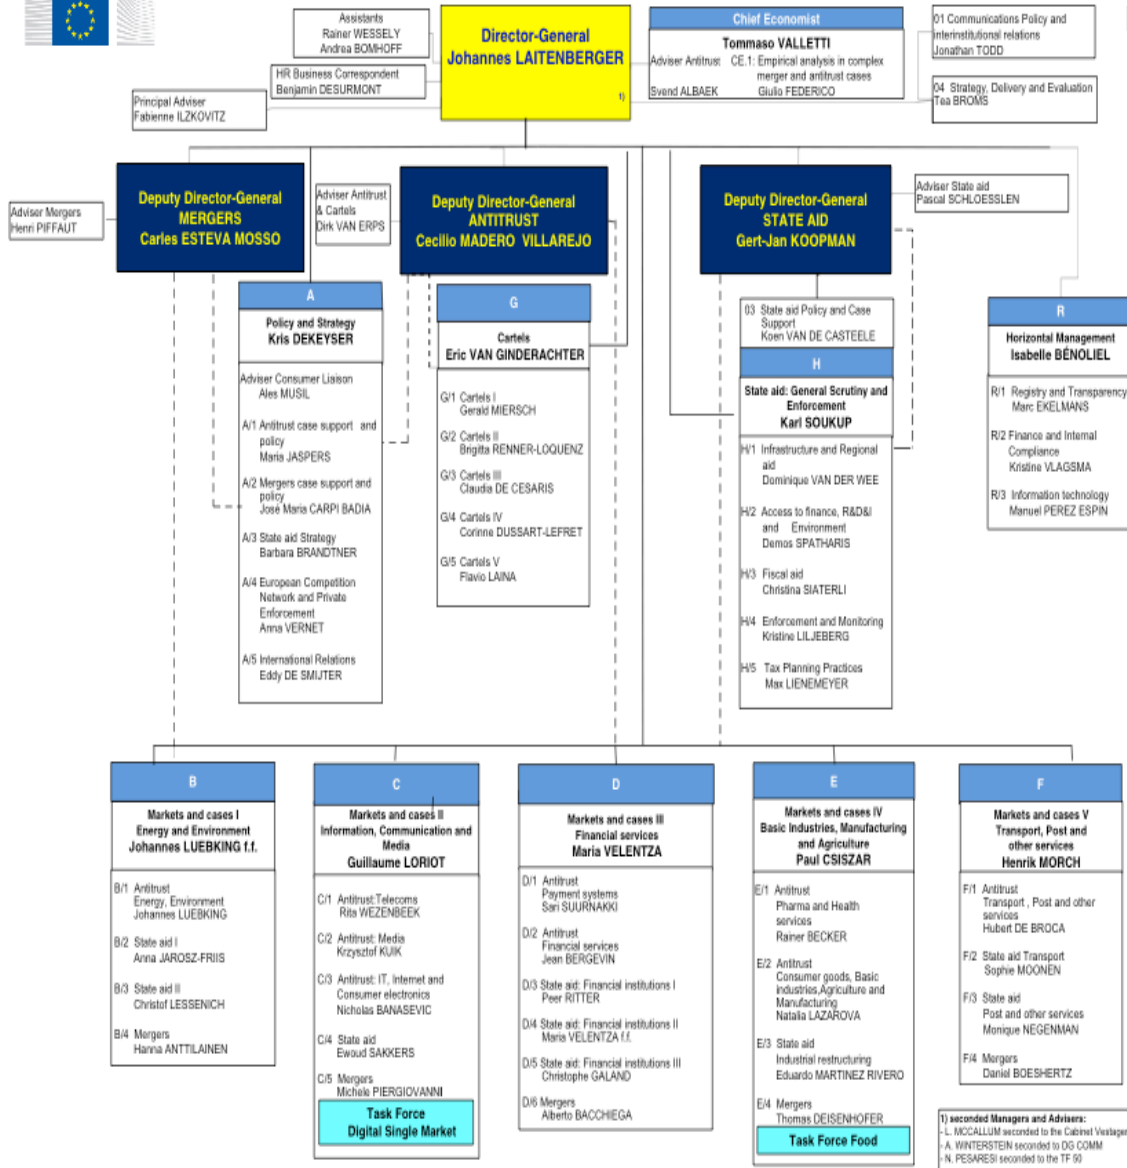 Assistants
Rainer WESSELY
Andrea BOMHOFF
HR Business Correspondent
Benjamin DESURMONT
Principal Adviser
Fabienne ILZKOVITZ
Director-General
Johannes LAITENBERGER
1)
Chief Economist
Tommaso VALLETTI
Adviser Antitrust CE.1: Empirical analysis in complex
merger and antitrust cases
Svend ALBAEK Giulio FEDERICO
01 Communications Policy and
interinstitutional relations
Jonathan TODD
04 Strategy, Delivery and Evaluation
Tea BROMS
Adviser Mergers
Henri PIFFAUT
Deputy Director-General
MERGERS
Carles ESTEVA MOSSO
Adviser Antitrust
& Cartels
Dirk VAN ERPS
Deputy Director-General
ANTITRUST
Cecilio MADERO VILLAREJO
Deputy Director-General
STATE AID
Gert-Jan KOOPMAN
Adviser State aid
Pascal SCHLOESSLEN
A
Policy and Strategy
Kris DEKEYSER
Adviser Consumer Liaison
Ales MUSIL
A/1 Antitrust case support and
policy
Maria JASPERS
A/2 Mergers case support and
policy
José Maria CARPI BADIA
A/3 State aid Strategy
Barbara BRANDTNER
A/4 European Competition
Network and Private
Enforcement
Anna VERNET
A/5 International Relations
Eddy DE SMIJTER
G
Cartels
Eric VAN GINDERACHTER
G/1 Cartels I
Gerald MIERSCH
G/2 Cartels II
Brigitta RENNER-LOQUENZ
G/3 Cartels III
Claudia DE CESARIS
G/4 Cartels IV
Corinne DUSSART-LEFRET
G/5 Cartels V
Flavio LAINA
03 State aid Policy and Case
Support
Koen VAN DE CASTEELE
H
State aid: General Scrutiny and
Enforcement
Karl SOUKUP
H/1 Infrastructure and Regional
aid
Dominique VAN DER WEE
H/2 Access to finance, R&D&I
and Environment
Demos SPATHARIS
H/3 Fiscal aid
Christina SIATERLI
H/4 Enforcement and Monitoring
Kristine LILJEBERG
H/5 Tax Planning Practices
Max LIENEMEYER
R
Horizontal Management
Isabelle BÉNOLIEL
R/1 Registry and Transparency
Marc EKELMANS
R/2 Finance and Internal
Compliance
Kristine VLAGSMA
R/3 Information technology
Manuel PEREZ ESPIN
B
Markets and cases I
Energy and Environment
Johannes LUEBKING f.f.
B/1 Antitrust
Energy, Environment
Johannes LUEBKING
B/2 State aid I
Anna JAROSZ-FRIIS
B/3 State aid II
Christof LESSENICH
B/4 Mergers
Hanna ANTTILAINEN
C
Markets and cases II
Information, Communication and
Media
Guillaume LORIOT
C/1 Antitrust:Telecoms
Rita WEZENBEEK
C/2 Antitrust: Media
Krzysztof KUIK
C/3 Antitrust: IT, Internet and
Consumer electronics
Nicholas BANASEVIC
C/4 State aid
Ewoud SAKKERS
C/5 Mergers
Michele PIERGIOVANNI
Task Force
Digital Single Market
D
Markets and cases III
Financial services
Maria VELENTZA
D/1 Antitrust
Payment systems
Sari SUURNAKKI
D/2 Antitrust
Financial services
Jean BERGEVIN
D/3 State aid: Financial institutions I
Peer RITTER
D/4 State aid: Financial institutions II
Maria VELENTZA f.f.
D/5 State aid: Financial institutions III
Christophe GALAND
D/6 Mergers
Alberto BACCHIEGA
E
Markets and cases IV
Basic Industries, Manufacturing
and Agriculture
Paul CSISZAR
E/1 Antitrust
Pharma and Health
services
Rainer BECKER
E/2 Antitrust
Consumer goods, Basic
industries,Agriculture and
Manufacturing
Natalia LAZAROVA
E/3 State aid
Industrial restructuring
Eduardo MARTINEZ RIVERO
E/4 Mergers
Thomas DEISENHOFER
Task Force Food
F
Markets and cases V
Transport, Post and
other services
Henrik MORCH
F/1 Antitrust
Transport , Post and other
services
Hubert DE BROCA
F/2 State aid Transport
Sophie MOONEN
F/3 State aid
Post and other services
Monique NEGENMAN
F/4 Mergers
Daniel BOESHERTZ
1) seconded Managers and Advisers:
- L. MCCALLUM seconded to the Cabinet Vestager
- A. WINTERSTEIN seconded to DG COMM
- N. PESARESI seconded to the TF 50